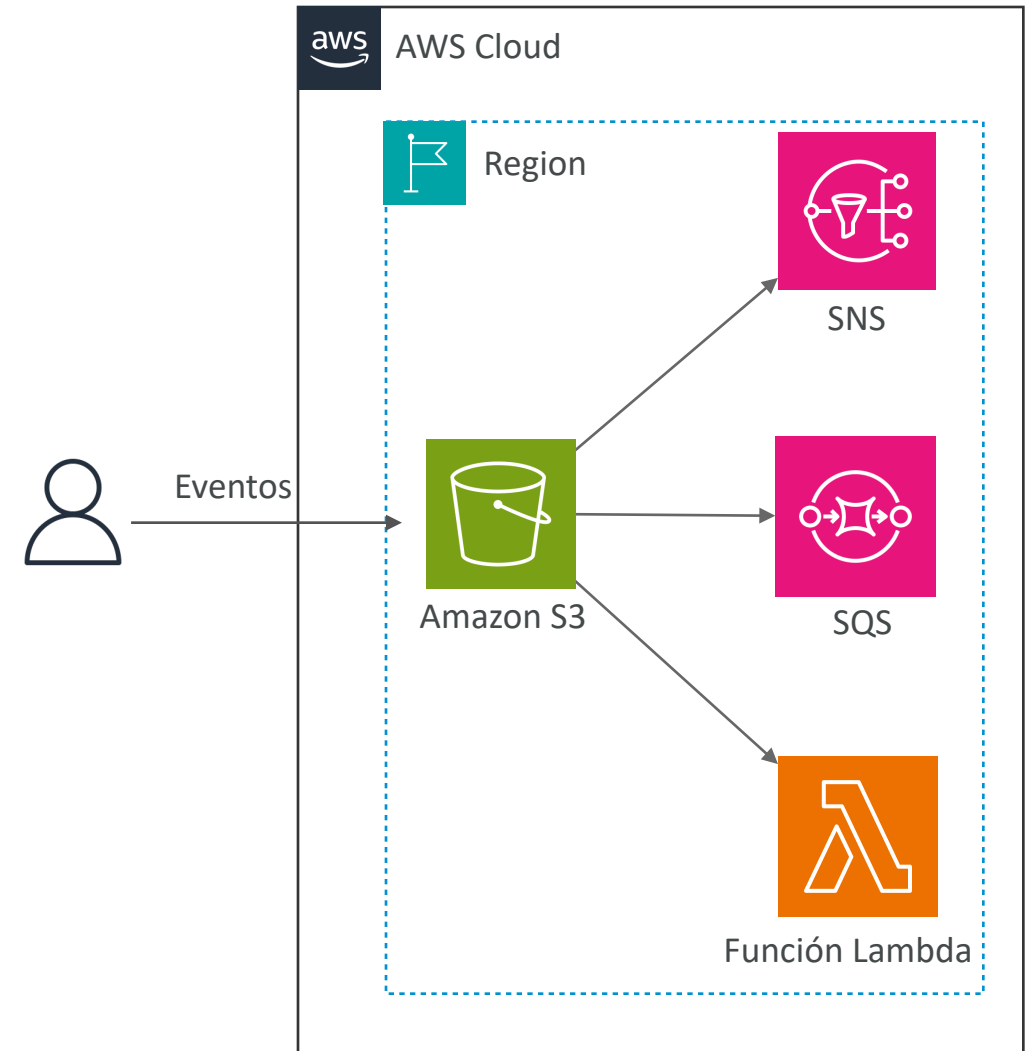 aws
AWS Cloud
Region
SNS
Eventos
Amazon S3
SQS
Función Lambda